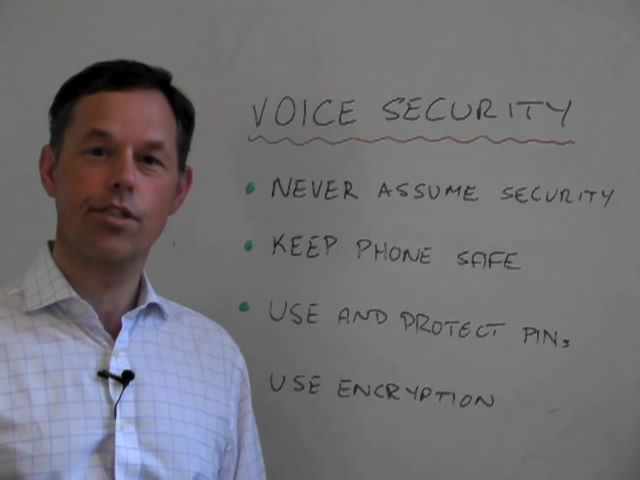 VOICE SECURITY
NEVER ASSUME SECURITY
KEEP PHONE SAFE
USE AND PROTECT PINs
USE ENCRYPTION